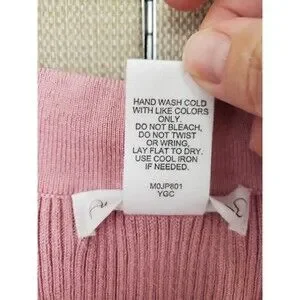 HAND WASH COLD
WITH LIKE COLORS
ONLY.
DO NOT BLEACH,
DO NOT TWIST
OR WRING,
LAY FLAT TO DRY.
USE COOL IRON
IF NEEDED.
M0JP801
YGC